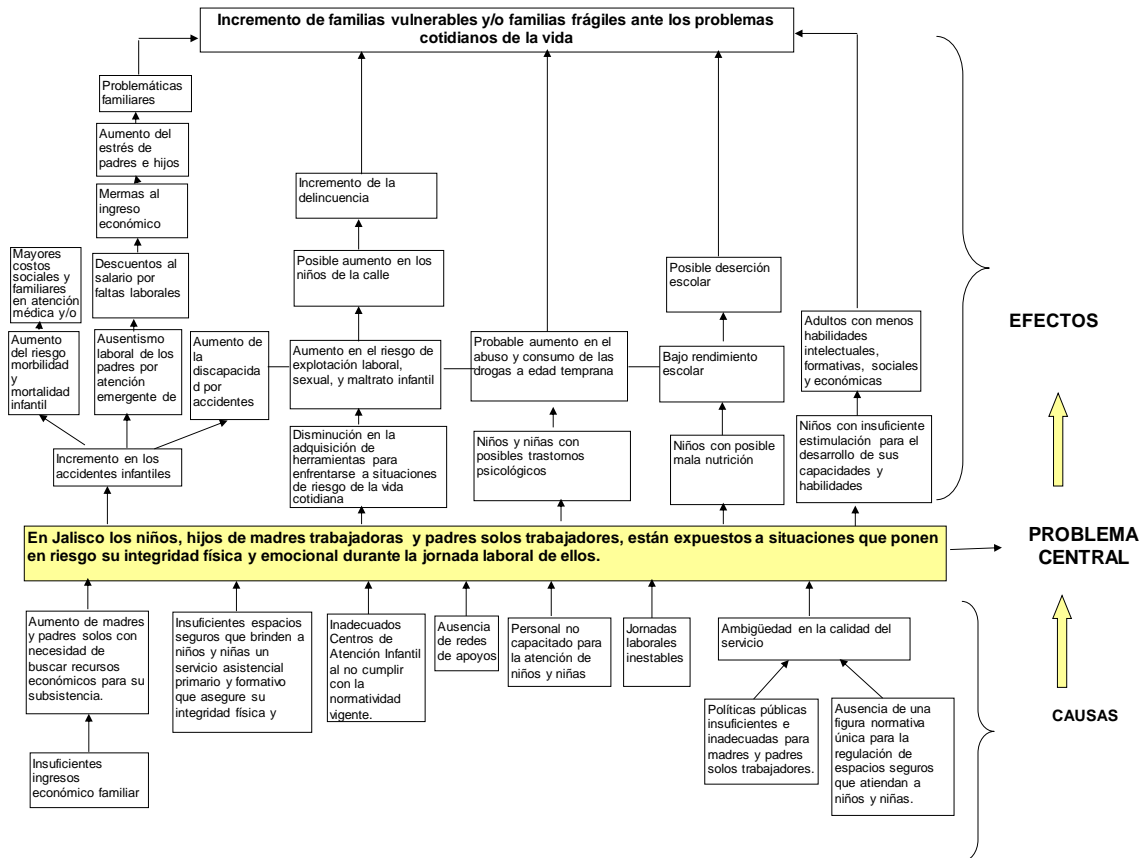 Incremento de familias vulnerables y/o familias frágiles ante los problemas
cotidianos de la vida
Problemáticas
familiares
Aumento del
estrés de
padres e hijos
Mermas al
ingreso
económico
Mayores
costos
sociales y
familiares
en atención
médica y/o
Descuentos al
salario por
faltas laborales
Aumento
del riesgo
morbilidad
y
mortalidad
infantil
Ausentismo
laboral de los
padres por
atención
emergente de
Aumento de
la
discapacidad
d por
accidentes
Incremento en los
accidentes infantiles
Incremento de la
delincuencia
Posible aumento en los
niños de la calle
Aumento en el riesgo de
explotación laboral,
sexual, y maltrato infantil
Disminución en la
adquisición de
herramientas para
enfrentarse a situaciones
de riesgo de la vida
cotidiana
Probable aumento en el
abuso y consumo de las
drogas a edad temprana
Niños y niñas con
posibles trastornos
psicológicos
Posible deserción
escolar
Bajo rendimiento
escolar
Niños con posible
mala nutrición
Adultos con menos
habilidades
intelectuales,
formativas, sociales
y económicas
Niños con insuficiente
estimulación para el
desarrollo de sus
capacidades y
habilidades
EFECTOS
En Jalisco los niños, hijos de madres trabajadoras y padres solos trabajadores, están expuestos a situaciones que ponen
en riesgo su integridad física y emocional durante la jornada laboral de ellos.
PROBLEMA
CENTRAL
Aumento de madres
y padres solos con
necesidad de
buscar recursos
económicos para su
subsistencia.
Insuficientes
ingresos
económico familiar
Insuficientes espacios
seguros que brinden a
niños y niñas un
servicio asistencial
primario y formativo
que asegure su
integridad física y
Inadecuados
Centros de
Atención Infantil
al no cumplir
con la
normatividad
vigente.
Ausencia
de redes
de apoyos
Personal no
capacitado para
la atención de
niños y niñas
Jornadas
laborales
inestables
Ambigüedad en la calidad del
servicio
Políticas públicas
insuficientes e
inadecuadas para
madres y padres
solos trabajadores.
Ausencia de una
figura normativa
única para la
regulación de
espacios seguros
que atiendan a
niños y niñas.
CAUSAS